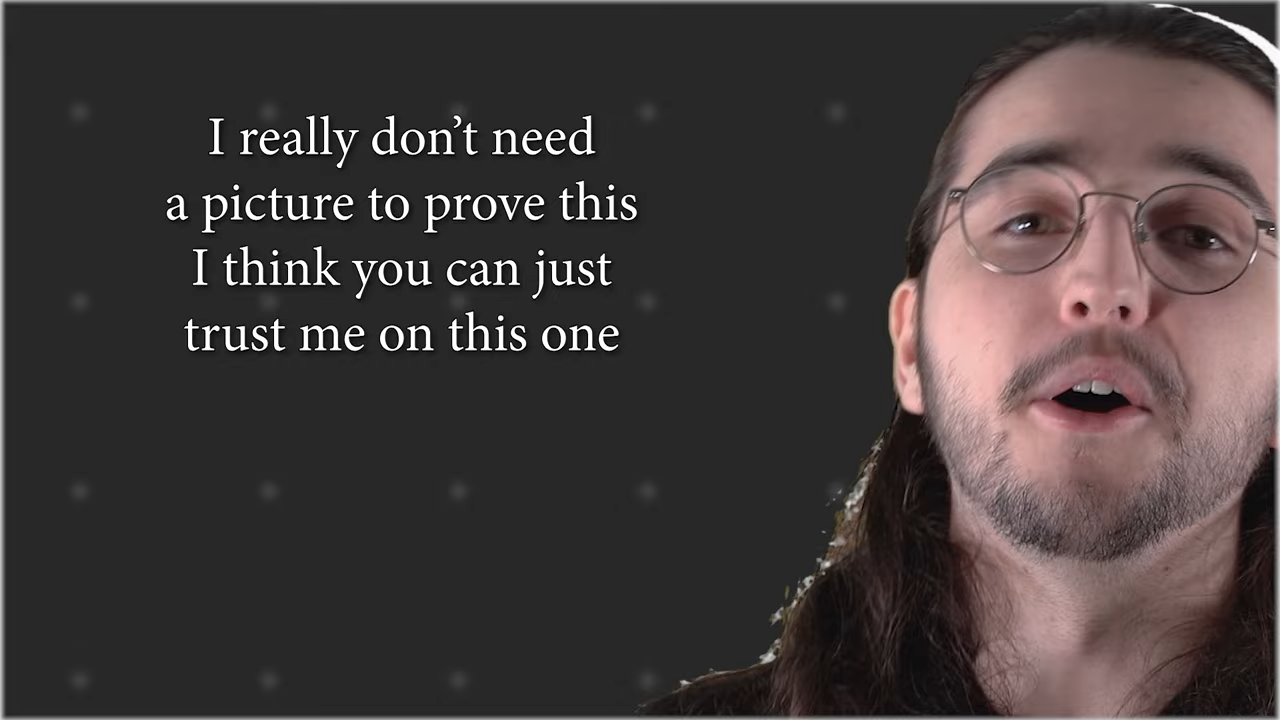 I really don’t need
a picture to prove this
I think you can just
trust me on this one